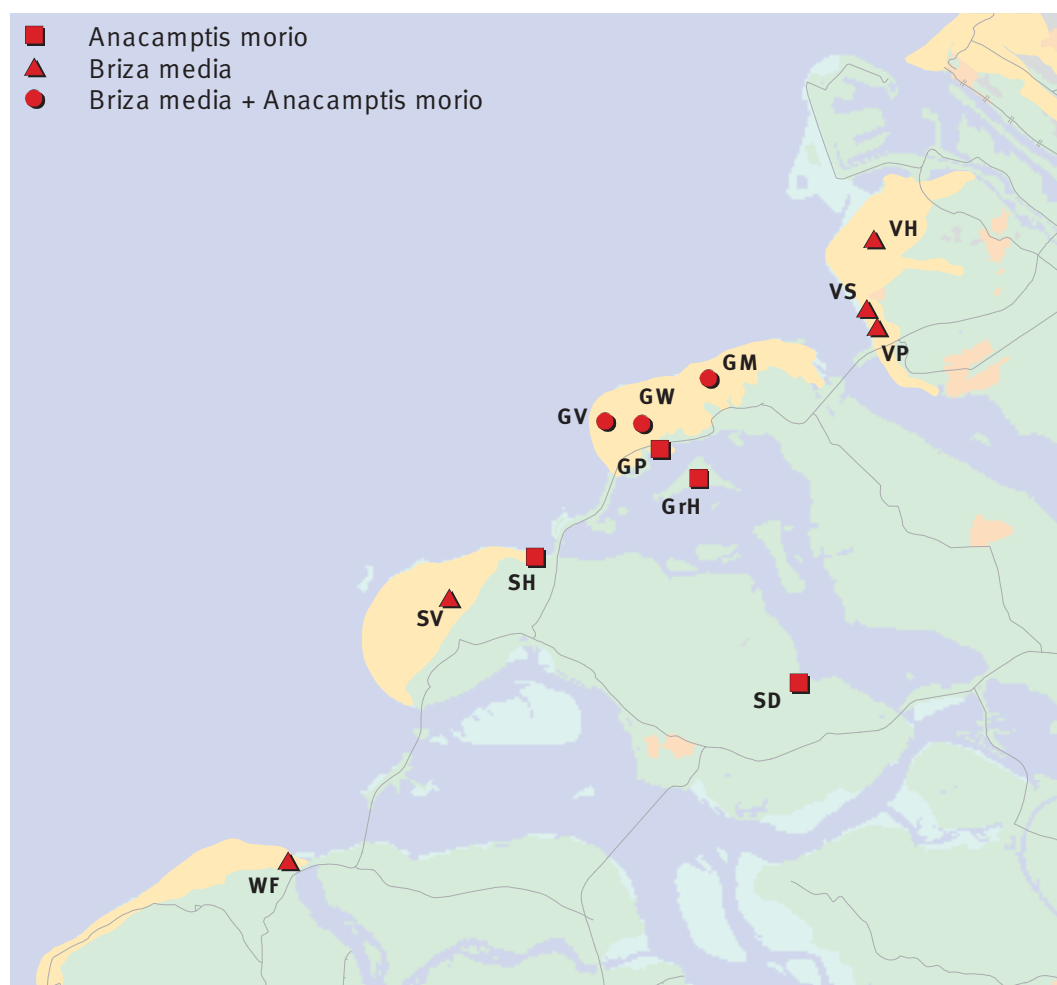 Anacamptis morio
Briza media
Briza media + Anacamptis morio
VH
VS
VP
GM
GW
GV
GP
GrH
SH
SV
SD
WF